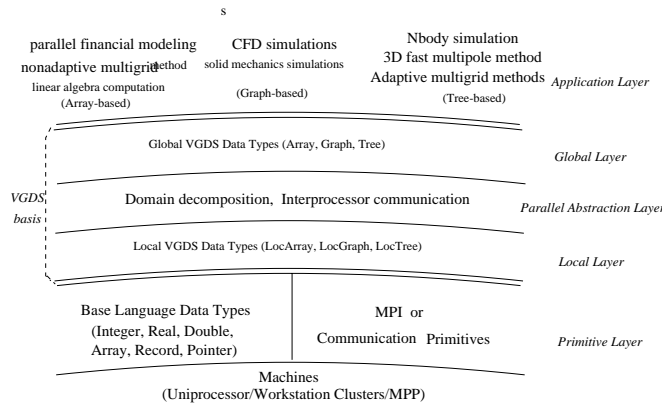 s
parallel financial modeling
nonadaptive multigrid method
linear algebra computation
(Array-based)
CFD simulations
solid mechanics simulations
(Graph-based)
Nbody simulation
3D fast multipole method
Adaptive multigrid methods
(Tree-based)
Application Layer
Global VGDS Data Types (Array, Graph, Tree)
Global Layer
VGDS
basis
Domain decomposition, Interprocessor communication
Parallel Abstraction Layer
Local VGDS Data Types (LocArray, LocGraph, LocTree)
Local Layer
Base Language Data Types
(Integer, Real, Double,
Array, Record, Pointer)
MPI or
Communication Primitives
Primitive Layer
Machines
(Uniprocessor/Workstation Clusters/MPP)